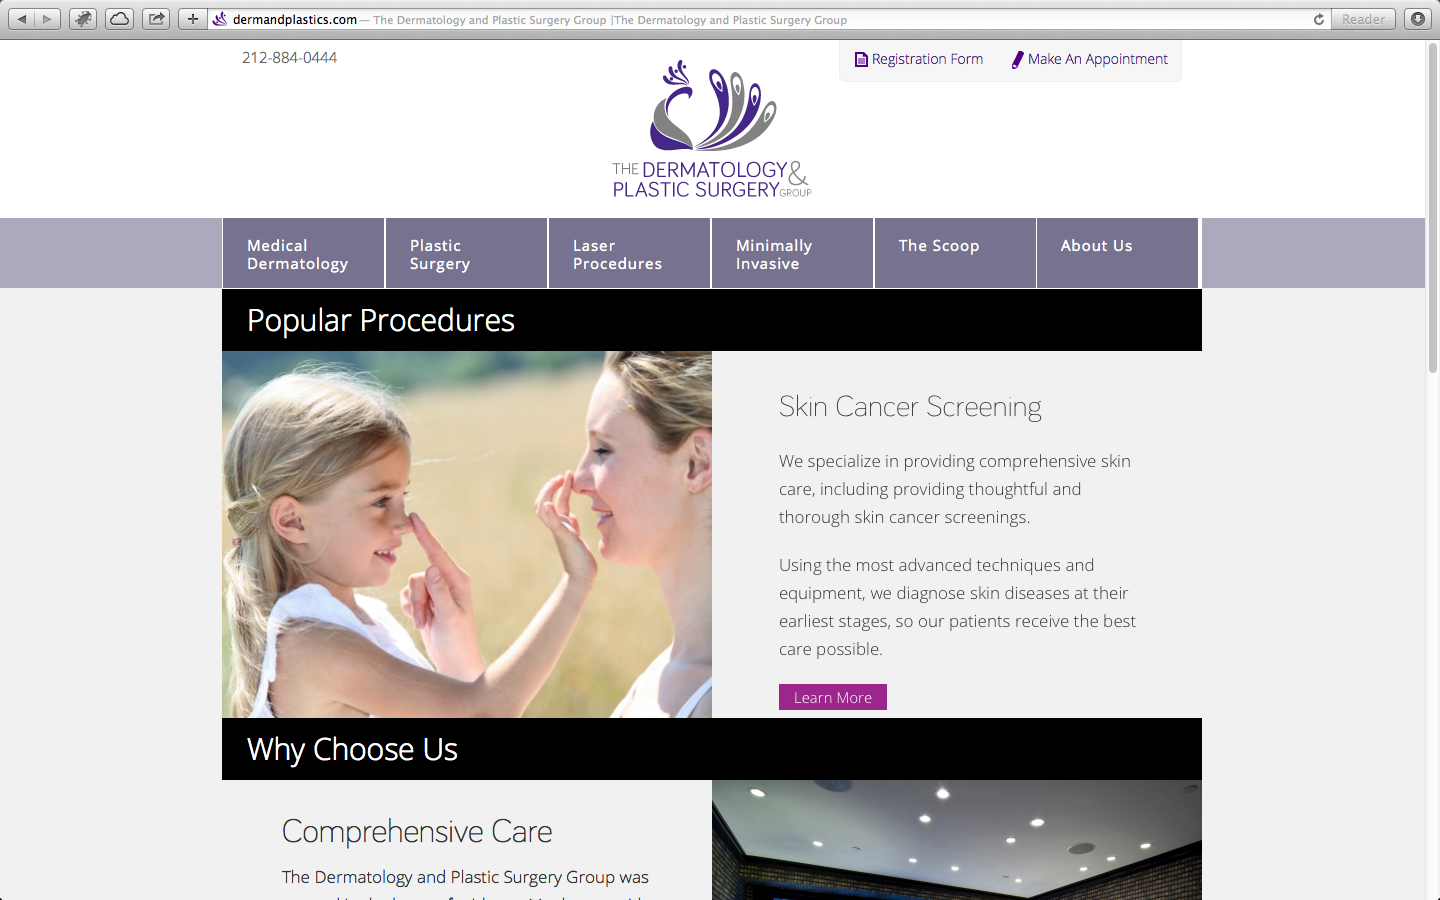 dermandplastics.com — The Dermatology and Plastic Surgery Group |The Dermatology and Plastic Surgery Group
Reader
212-884-0444
Registration Form
Make An Appointment
THE DERMATOLOGY &
PLASTIC SURGERY GROUP
Medical
Dermatology
Plastic
Surgery
Laser
Procedures
Minimally
Invasive
The Scoop
About Us
Popular Procedures
Skin Cancer Screening
We specialize in providing comprehensive skin
care, including providing thoughtful and
thorough skin cancer screenings.
Using the most advanced techniques and
equipment, we diagnose skin diseases at their
earliest stages, so our patients receive the best
care possible.
Learn More
Why Choose Us
Comprehensive Care
The Dermatology and Plastic Surgery Group was